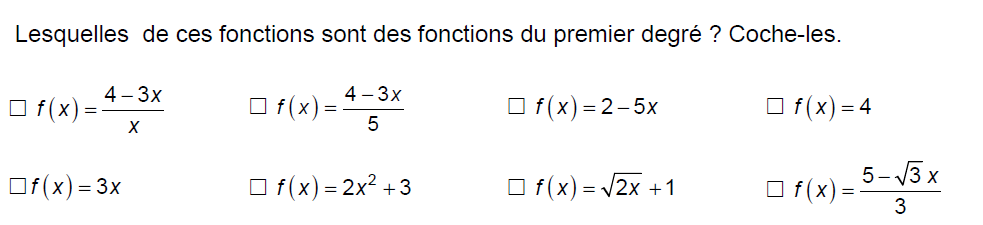 Lesquelles de ces fonctions sont des fonctions du premier degré ? Coche-les.
☐ f(x) = (4 – 3x)/x ☐ f(x) = (4 – 3x)/5 ☐ f(x) = 2 – 5x ☐ f(x) = 4
☐ f(x) = 3x ☐ f(x) = 2x² + 3 ☐ f(x) = √(2x) + 1 ☐ f(x) = (5 – √3 x)/3